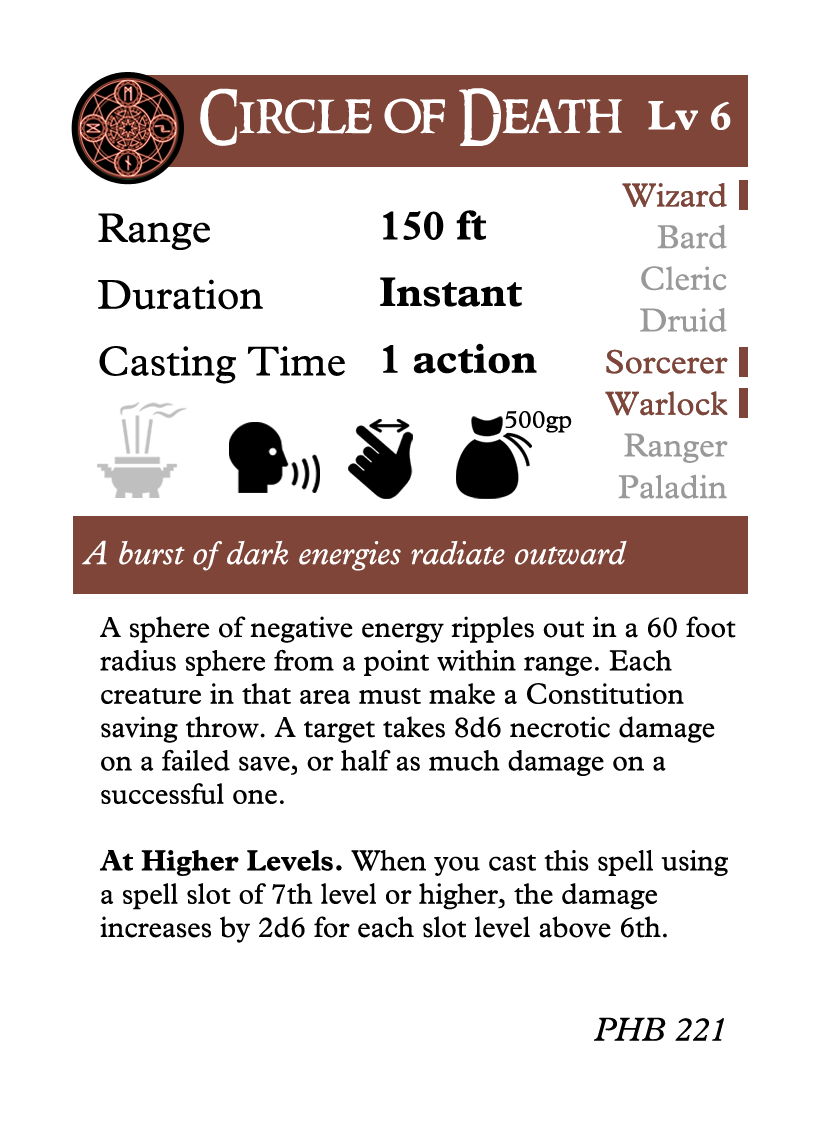 CIRCLE OF DEATH Lv 6
Wizard
Bard
Cleric
Druid
Sorcerer
Warlock
Ranger
Paladin
Range 150 ft
Duration Instant
Casting Time 1 action
500gp
A burst of dark energies radiate outward
A sphere of negative energy ripples out in a 60 foot
radius sphere from a point within range. Each
creature in that area must make a Constitution
saving throw. A target takes 8d6 necrotic damage
on a failed save, or half as much damage on a
successful one.
At Higher Levels. When you cast this spell using
a spell slot of 7th level or higher, the damage
increases by 2d6 for each slot level above 6th.
PHB 221